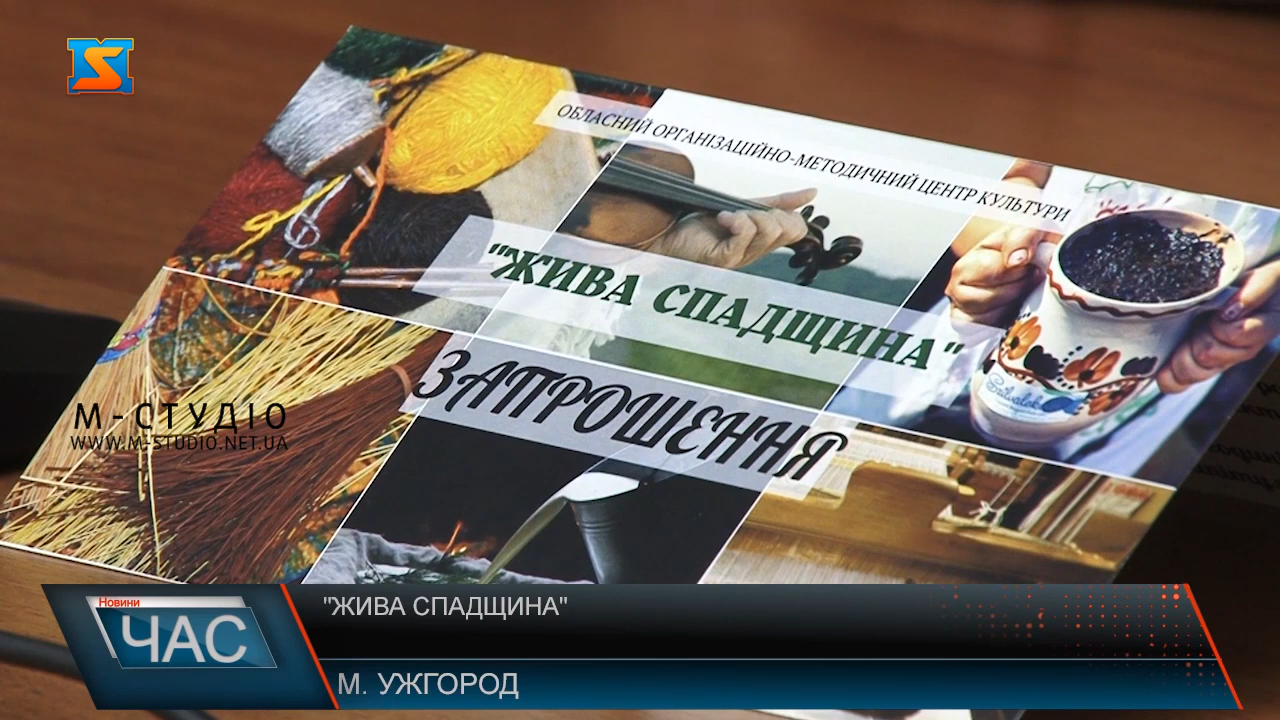 ОБЛАСНИЙ ОРГАНІЗАЦІЙНО-МЕТОДИЧНИЙ ЦЕНТР КУЛЬТУРИ
"ЖИВА СПАДЩИНА"
ЗАПРОШЕННЯ
М-СТУДІО
WWW.M-STUDIO.NET.UA
Новини
ЧАС
"ЖИВА СПАДЩИНА"
М. УЖГОРОД